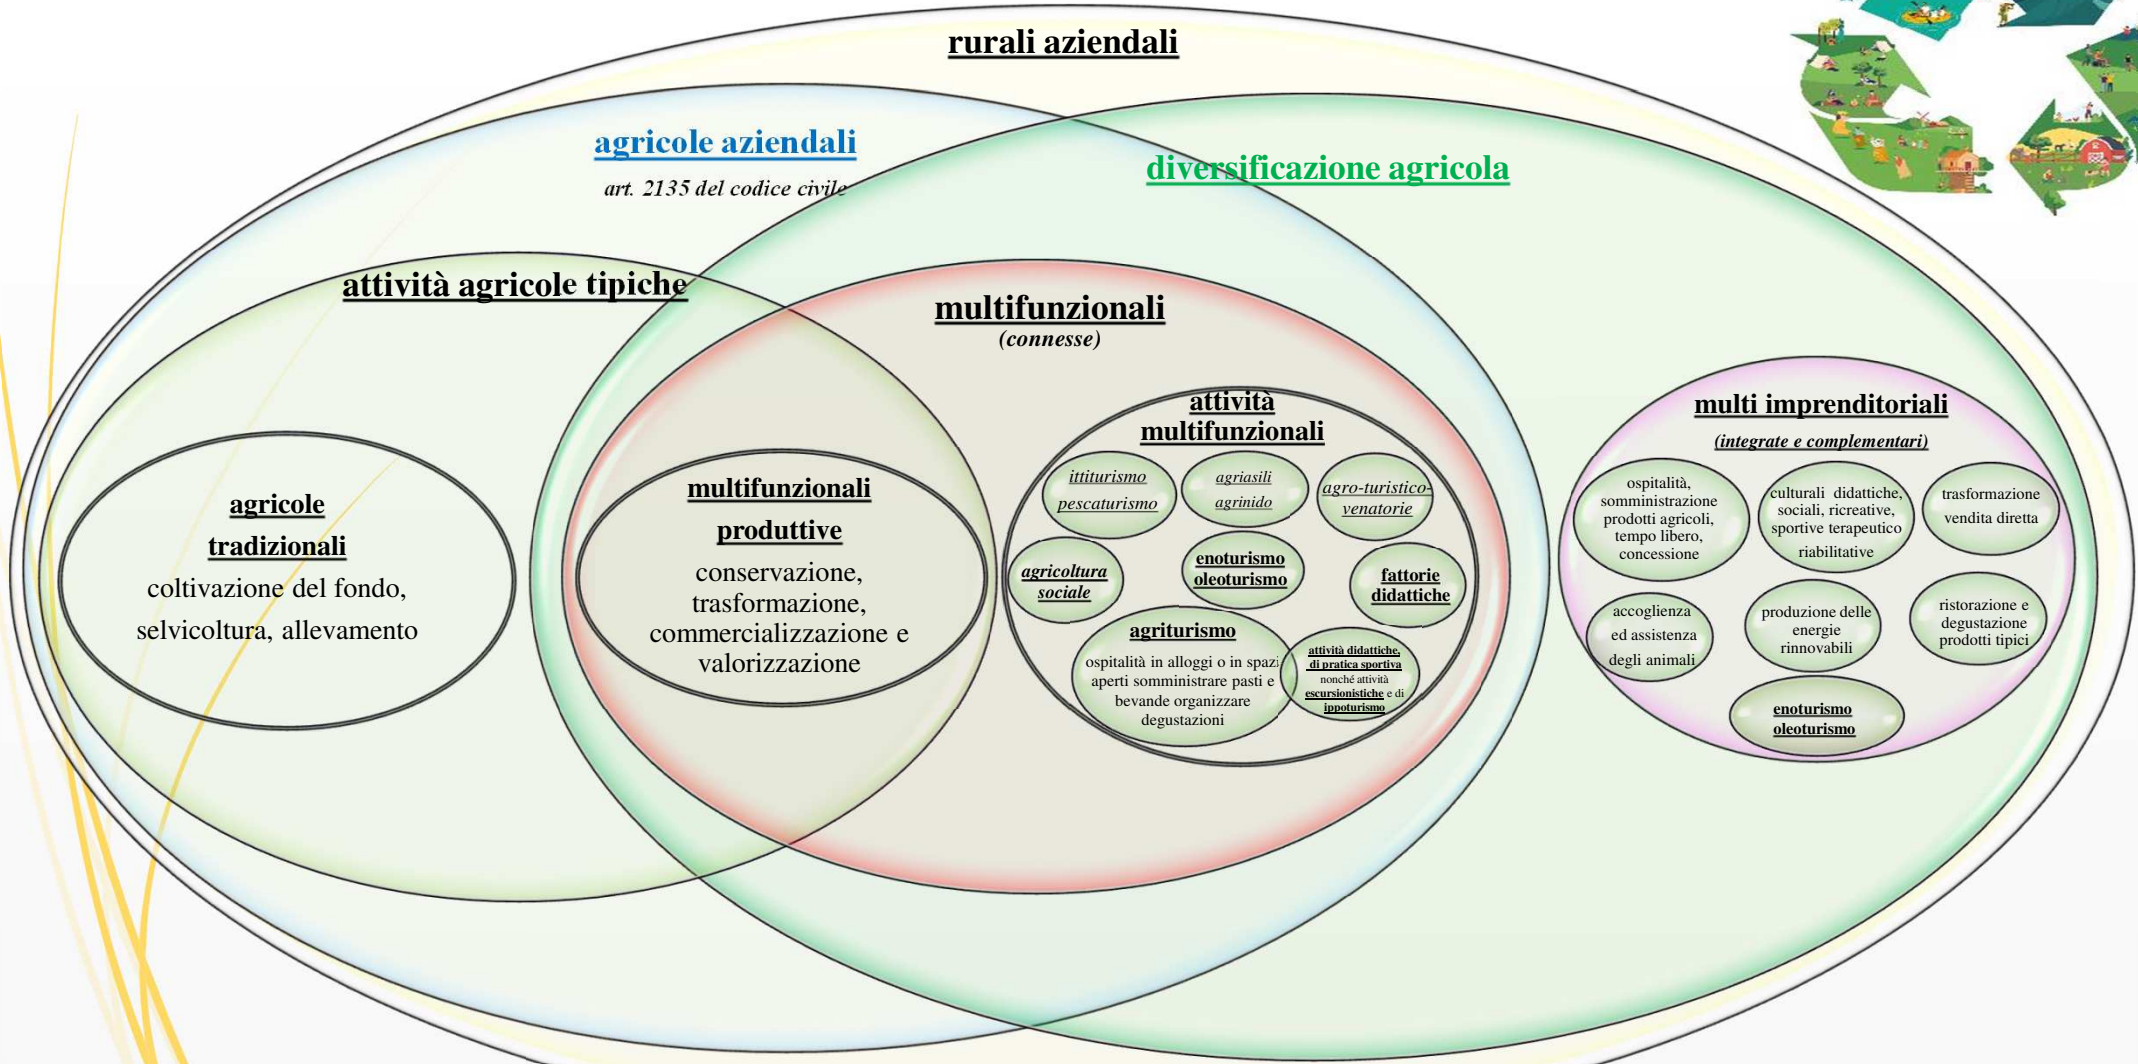 rurali aziendali
agricole aziendali
art. 2135 del codice civile
diversificazione agricola
attività agricole tipiche
multifunzionali
(connesse)
agricole
tradizionali
coltivazione del fondo,
selvicoltura, allevamento
multifunzionali
produttive
conservazione,
trasformazione,
commercializzazione e
valorizzazione
attività
multifunzionali
ittiturismo
pescaturismo
agriasili
agrinido
agro-turistico-
venatorie
agricoltura
sociale
enoturismo
oleoturismo
fattorie
didattiche
agriturismo
ospitalità in alloggi o in spazi
aperti somministrare pasti e
bevande organizzare
degustazioni
attività didattiche,
di pratica sportiva
nonché attività
escursionistiche e di
ippoturismo
multi imprenditoriali
(integrate e complementari)
ospitalità,
somministrazione
prodotti agricoli,
tempo libero,
concessione
culturali didattiche,
sociali, ricreative,
sportive terapeutico
riabilitative
trasformazione
vendita diretta
accoglienza
ed assistenza
degli animali
produzione delle
energie
rinnovabili
ristorazione e
degustazione
prodotti tipici
enoturismo
oleoturismo